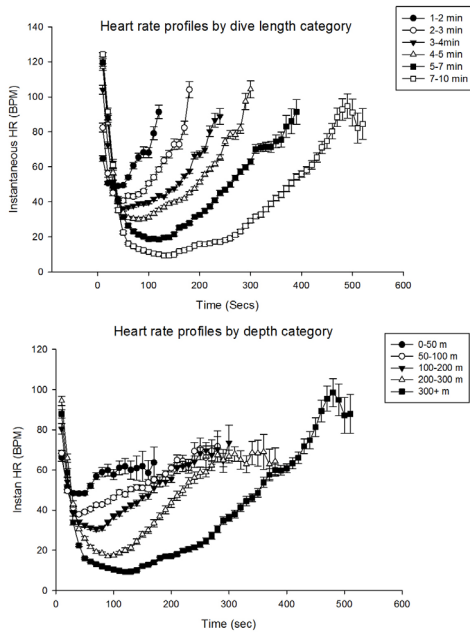 Heart rate profiles by dive length category
1-2 min
2-3 min
3-4min
4-5 min
5-7 min
7-10 min
140
120
100
80
60
40
20
0
Instantaneous HR (BPM)
0 100 200 300 400 500 600
Time (Secs)
Heart rate profiles by depth category
0-50 m
50-100 m
100-200 m
200-300 m
300+ m
120
100
80
60
40
20
0
Instan HR (BPM)
0 100 200 300 400 500 600
Time (sec)